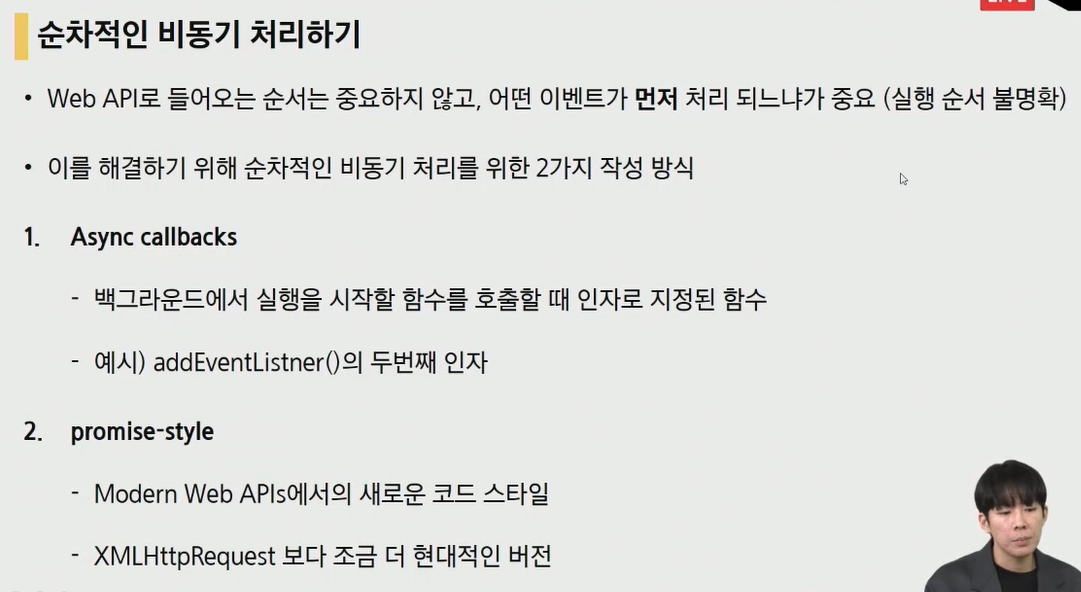 LIVE
순차적인 비동기 처리하기
• Web API로 들어오는 순서는 중요하지 않고, 어떤 이벤트가 먼저 처리 되느냐가 중요 (실행 순서 불명확)
• 이를 해결하기 위해 순차적인 비동기 처리를 위한 2가지 작성 방식
1. Async callbacks
- 백그라운드에서 실행을 시작할 함수를 호출할 때 인자로 지정된 함수
- 예시) addEventListner()의 두번째 인자
2. promise-style
- Modern Web APIs에서의 새로운 코드 스타일
- XMLHttpRequest 보다 조금 더 현대적인 버전